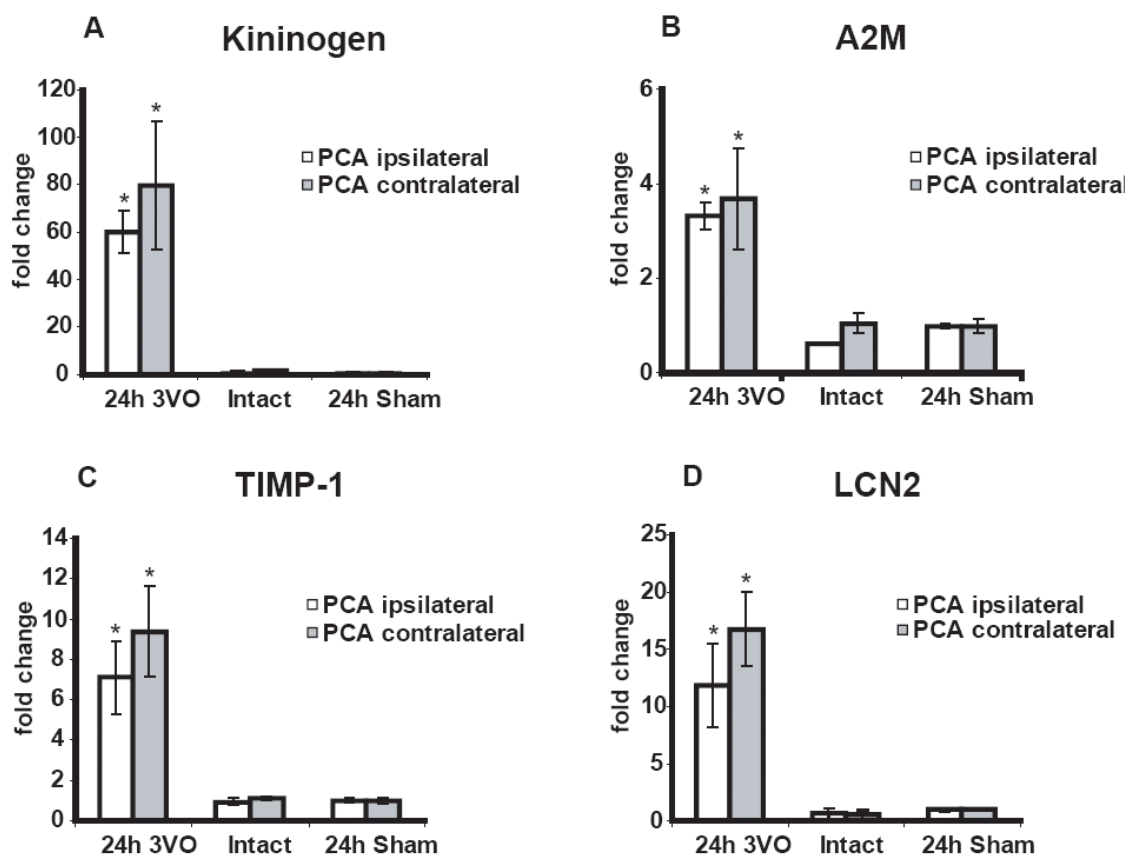 A
Kininogen
fold change
120
100
80
60
40
20
0
*
*
PCA ipsilateral
PCA contralateral
24h 3VO Intact 24h Sham
B
A2M
fold change
6
4
2
0
*
*
PCA ipsilateral
PCA contralateral
24h 3VO Intact 24h Sham
C
TIMP-1
fold change
14
12
10
8
6
4
2
0
*
*
PCA ipsilateral
PCA contralateral
24h 3VO Intact 24h Sham
D
LCN2
fold change
25
20
15
10
5
0
*
*
PCA ipsilateral
PCA contralateral
24h 3VO Intact 24h Sham